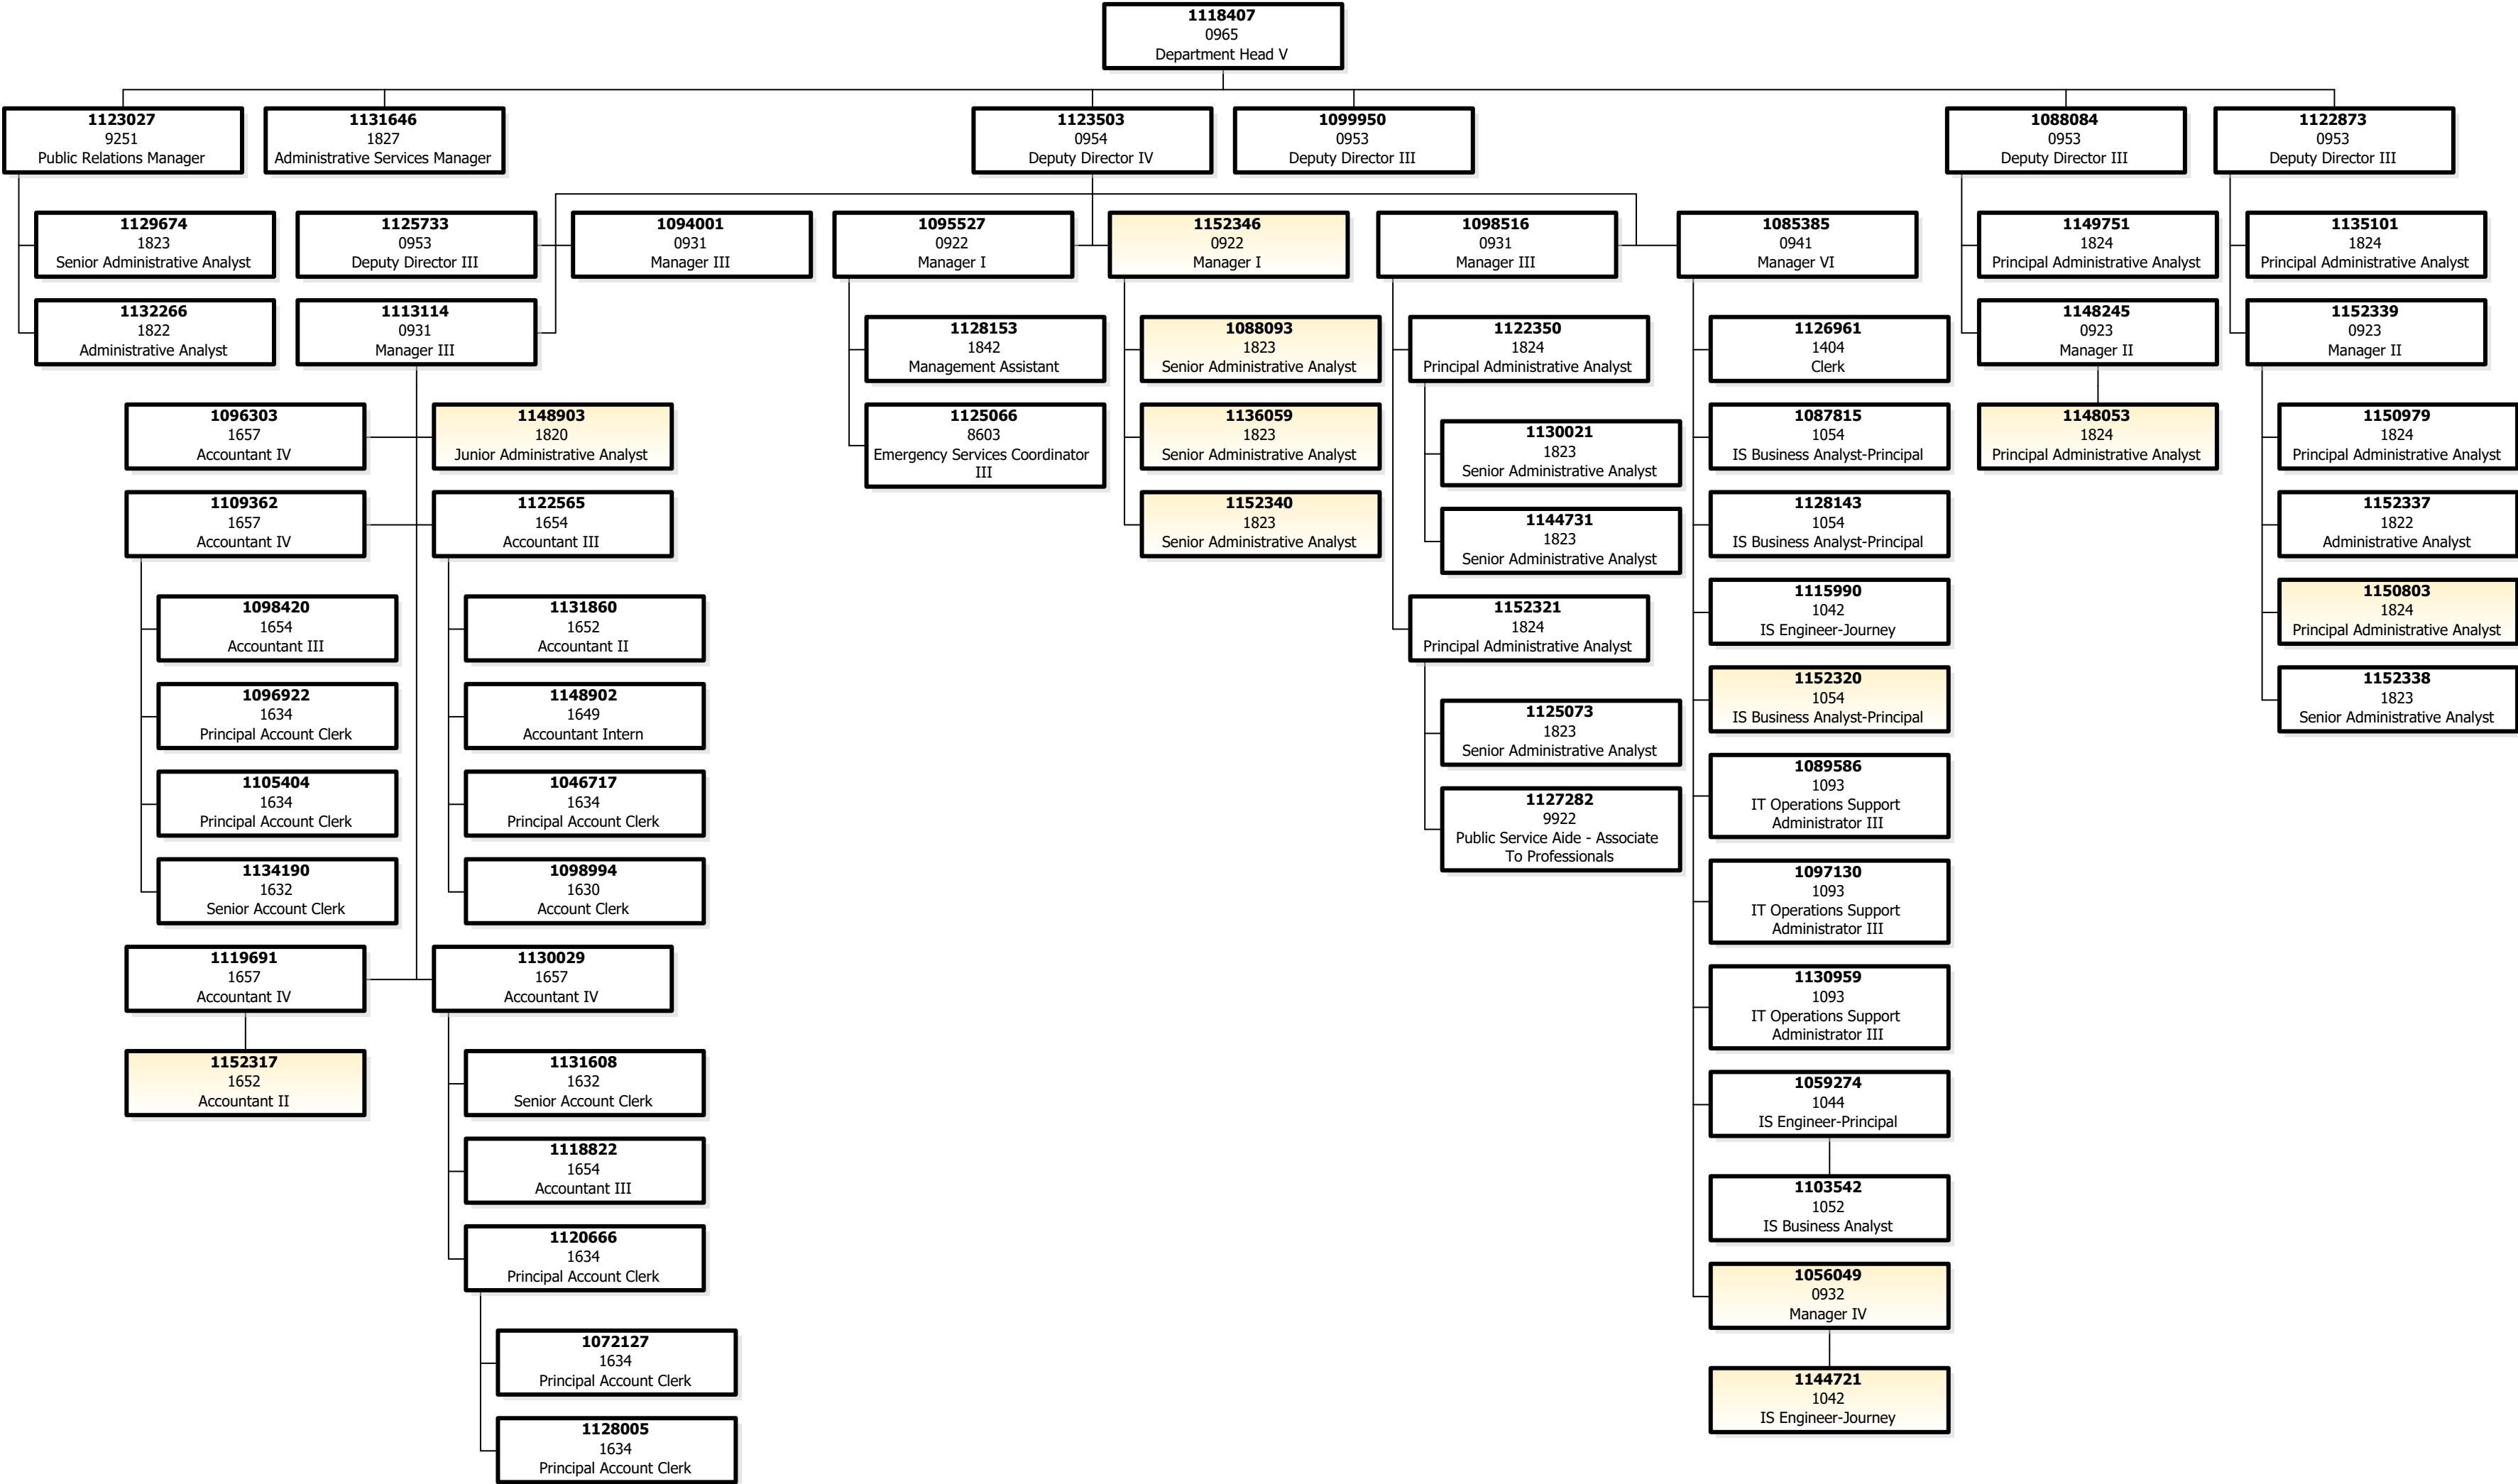 1118407
0965
Department Head V
1123027
9251
Public Relations Manager
1131646
1827
Administrative Services Manager
1123503
0954
Deputy Director IV
1099950
0953
Deputy Director III
1088084
0953
Deputy Director III
1122873
0953
Deputy Director III
1129674
1823
Senior Administrative Analyst
1132266
1822
Administrative Analyst
1125733
0953
Deputy Director III
1094001
0931
Manager III
1113114
0931
Manager III
1096303
1657
Accountant IV
1148903
1820
Junior Administrative Analyst
1109362
1657
Accountant IV
1098420
1654
Accountant III
1096922
1634
Principal Account Clerk
1105404
1634
Principal Account Clerk
1134190
1632
Senior Account Clerk
1122565
1654
Accountant III
1131860
1652
Accountant II
1148902
1649
Accountant Intern
1046717
1634
Principal Account Clerk
1098994
1630
Account Clerk
1119691
1657
Accountant IV
1152317
1652
Accountant II
1130029
1657
Accountant IV
1131608
1632
Senior Account Clerk
1118822
1654
Accountant III
1120666
1634
Principal Account Clerk
1072127
1634
Principal Account Clerk
1128005
1634
Principal Account Clerk
1095527
0922
Manager I
1128153
1842
Management Assistant
1125066
8603
Emergency Services Coordinator
III
1152346
0922
Manager I
1088093
1823
Senior Administrative Analyst
1136059
1823
Senior Administrative Analyst
1152340
1823
Senior Administrative Analyst
1098516
0931
Manager III
1122350
1824
Principal Administrative Analyst
1130021
1823
Senior Administrative Analyst
1144731
1823
Senior Administrative Analyst
1152321
1824
Principal Administrative Analyst
1125073
1823
Senior Administrative Analyst
1127282
9922
Public Service Aide - Associate
To Professionals
1085385
0941
Manager VI
1126961
1404
Clerk
1087815
1054
IS Business Analyst-Principal
1128143
1054
IS Business Analyst-Principal
1115990
1042
IS Engineer-Journey
1152320
1054
IS Business Analyst-Principal
1089586
1093
IT Operations Support
Administrator III
1097130
1093
IT Operations Support
Administrator III
1130959
1093
IT Operations Support
Administrator III
1059274
1044
IS Engineer-Principal
1103542
1052
IS Business Analyst
1056049
0932
Manager IV
1144721
1042
IS Engineer-Journey
1149751
1824
Principal Administrative Analyst
1148245
0923
Manager II
1148053
1824
Principal Administrative Analyst
1135101
1824
Principal Administrative Analyst
1152339
0923
Manager II
1150979
1824
Principal Administrative Analyst
1152337
1822
Administrative Analyst
1150803
1824
Principal Administrative Analyst
1152338
1823
Senior Administrative Analyst